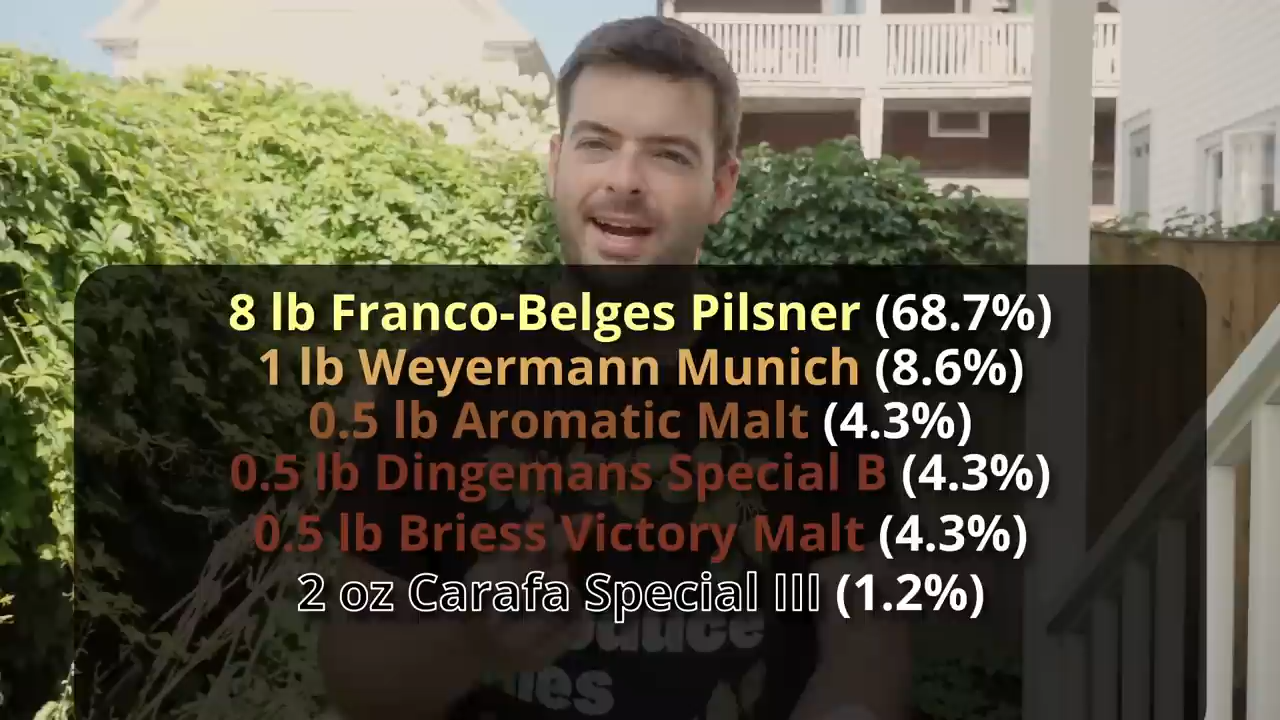 8 lb Franco-Belges Pilsner (68.7%)
1 lb Weyermann Munich (8.6%)
0.5 lb Aromatic Malt (4.3%)
0.5 lb Dingemans Special B (4.3%)
0.5 lb Briess Victory Malt (4.3%)
2 oz Carafa Special III (1.2%)